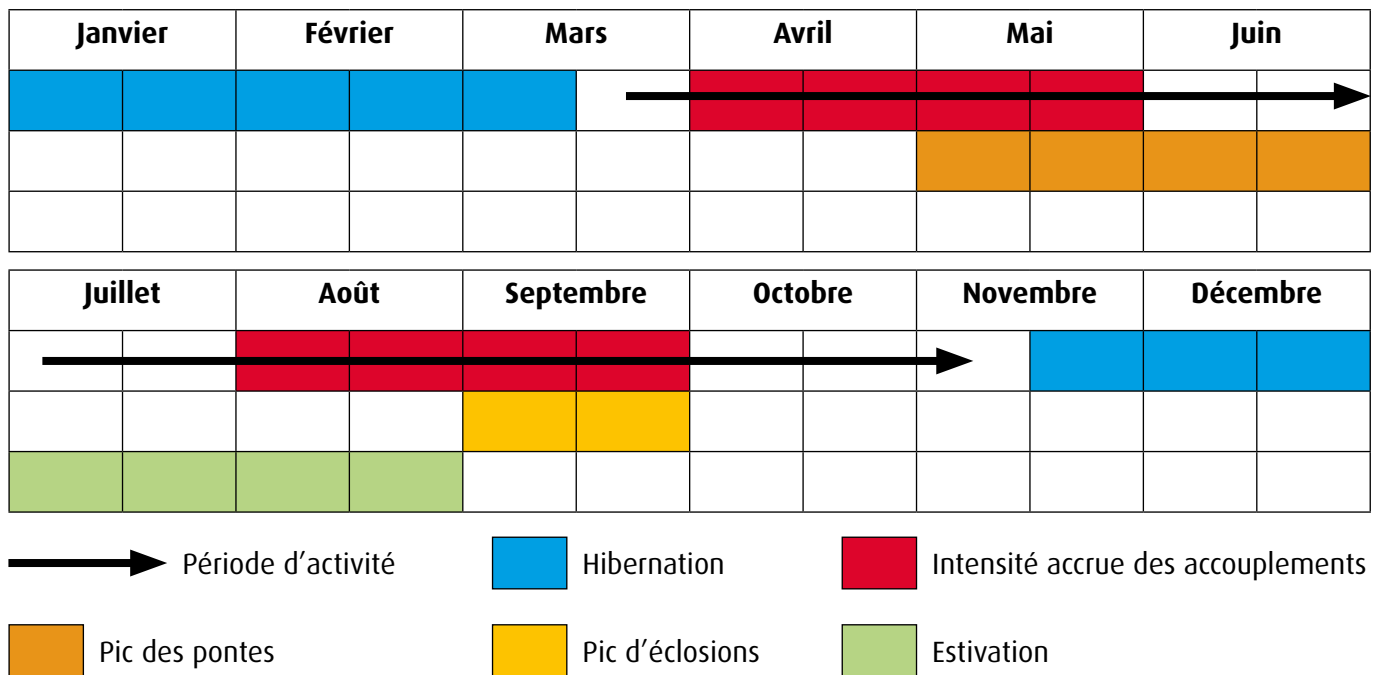 Janvier Février Mars Avril Mai Juin
Juillet Août Septembre Octobre Novembre Décembre
Période d'activité Hibernation Intensité accrue des accouplements
Pic des pontes Pic d'éclosions Estivation